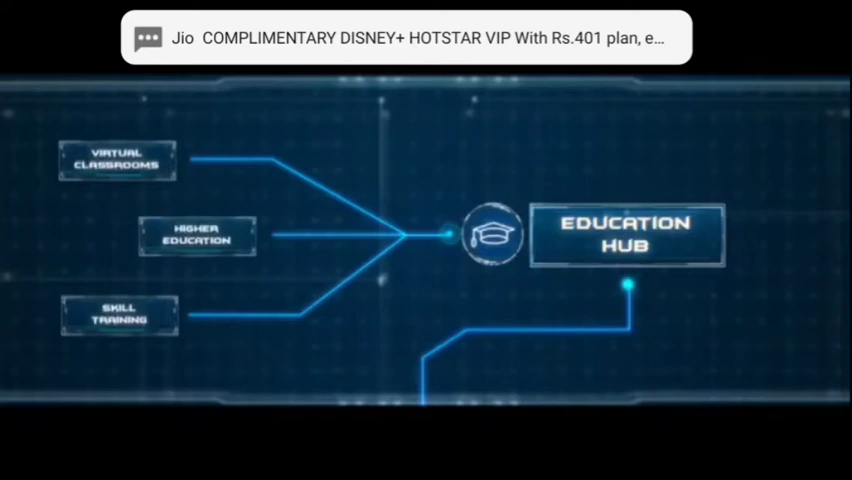 Jio  COMPLIMENTARY DISNEY+ HOTSTAR VIP With Rs.401 plan, e...
VIRTUAL
CLASSROOMS
HIGHER
EDUCATION
SKILL
TRAINING
EDUCATION
HUB